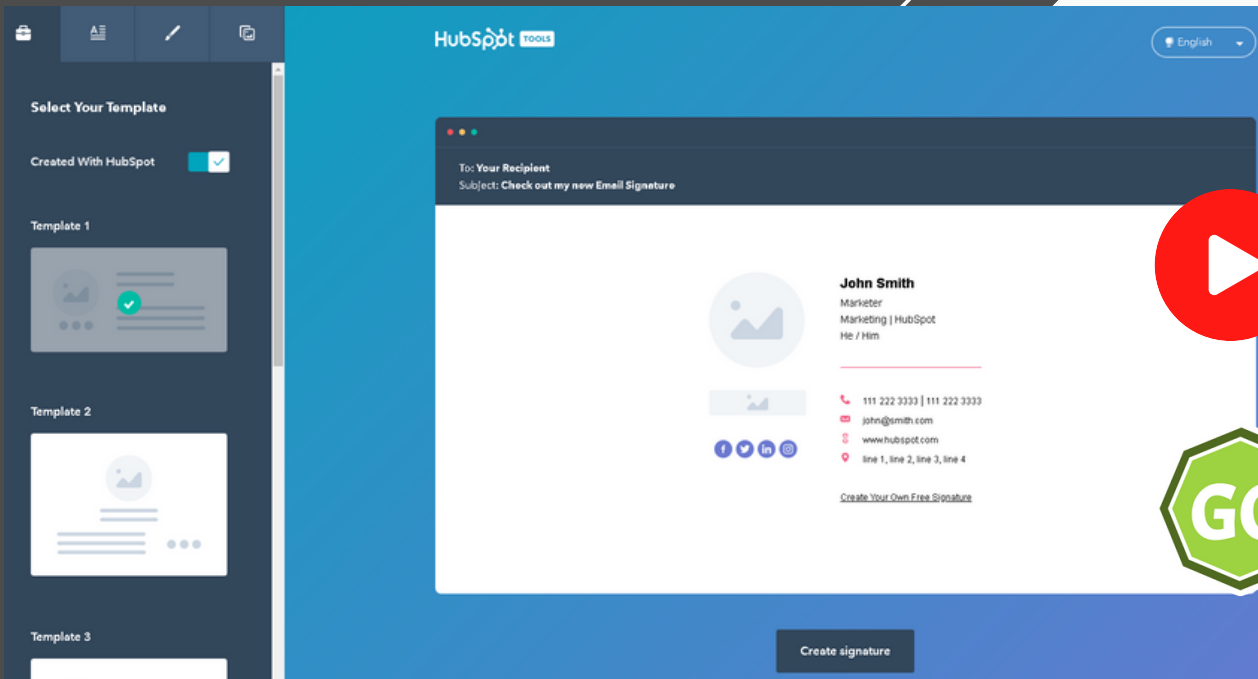 HubSpot TOOLS
English
Select Your Template
Created With HubSpot
Template 1
Template 2
Template 3
To: Your Recipient
Subject: Check out my new Email Signature
John Smith
Marketer
Marketing | HubSpot
He / Him
111 222 3333 | 111 222 3333
john@smith.com
www.hubspot.com
line 1, line 2, line 3, line 4
Create Your Own Free Signature
GO
Create signature